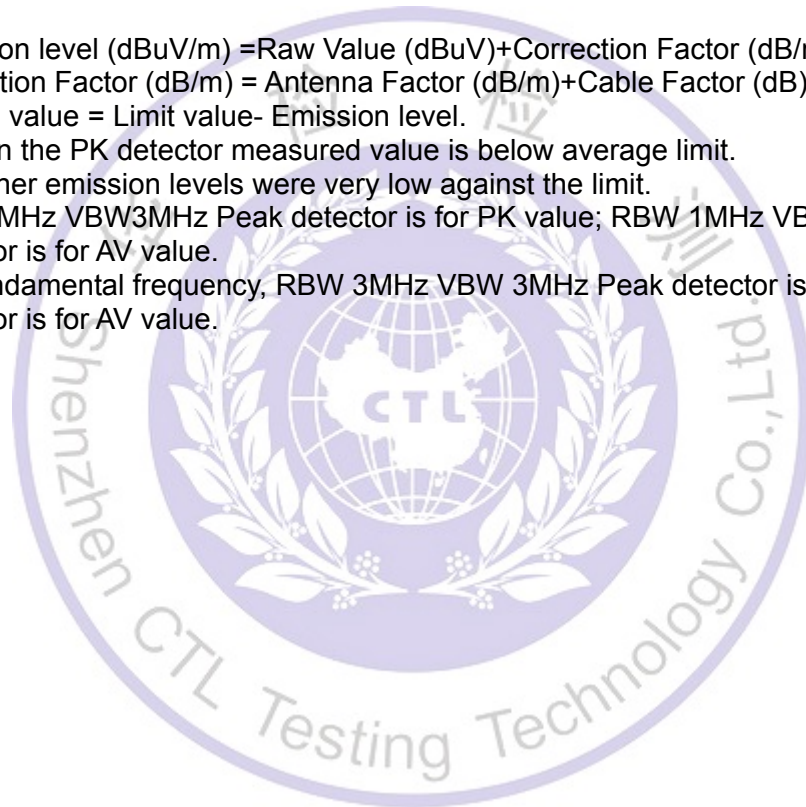 on level (dBuV/m) =Raw Value (dBuV)+Correction Factor (dB/
tion Factor (dB/m) = Antenna Factor (dB/m)+Cable Factor (dB)
value = Limit value- Emission level.
n the PK detector measured value is below average limit.
ner emission levels were very low against the limit.
MHz VBW3MHz Peak detector is for PK value; RBW 1MHz VB
or is for AV value.
ndamental frequency, RBW 3MHz VBW 3MHz Peak detector is
or is for AV value.
检 检 测
CTL
Shenzhen CTL Testing Technology Co.,Ltd.